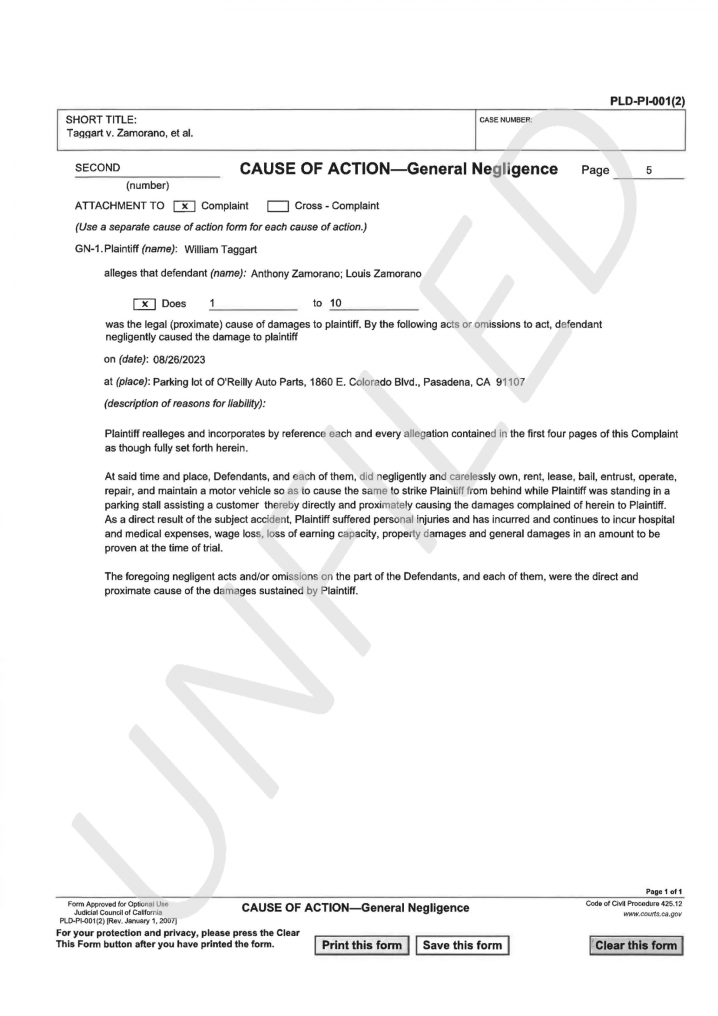 PLD-PI-001(2)
SHORT TITLE:
Taggart v. Zamorano, et al.
CASE NUMBER:
SECOND
(number)
CAUSE OF ACTION—General Negligence Page 5
ATTACHMENT TO x Complaint Cross - Complaint
(Use a separate cause of action form for each cause of action.)
GN-1. Plaintiff (name): William Taggart
alleges that defendant (name): Anthony Zamorano; Louis Zamorano
x Does 1 to 10
was the legal (proximate) cause of damages to plaintiff. By the following acts or omissions to act, defendant
negligently caused the damage to plaintiff
on (date): 08/26/2023
at (place): Parking lot of O'Reilly Auto Parts, 1860 E. Colorado Blvd., Pasadena, CA 91107
(description of reasons for liability):
Plaintiff realleges and incorporates by reference each and every allegation contained in the first four pages of this Complaint
as though fully set forth herein.
At said time and place, Defendants, and each of them, did negligently and carelessly own, rent, lease, bail, entrust, operate,
repair, and maintain a motor vehicle so as to cause the same to strike Plaintiff from behind while Plaintiff was standing in a
parking stall assisting a customer thereby directly and proximately causing the damages complained of herein to Plaintiff.
As a direct result of the subject accident, Plaintiff suffered personal injuries and has incurred and continues to incur hospital
and medical expenses, wage loss, loss of earning capacity, property damages and general damages in an amount to be
proven at the time of trial.
The foregoing negligent acts and/or omissions on the part of the Defendants, and each of them, were the direct and
proximate cause of the damages sustained by Plaintiff.
UNFILED
Page 1 of 1
Form Approved for Optional Use
Judicial Council of California
PLD-PI-001(2) [Rev. January 1, 2007]
CAUSE OF ACTION—General Negligence
Code of Civil Procedure 425.12
www.courts.ca.gov
For your protection and privacy, please press the Clear
This Form button after you have printed the form.
Print this form Save this form Clear this form